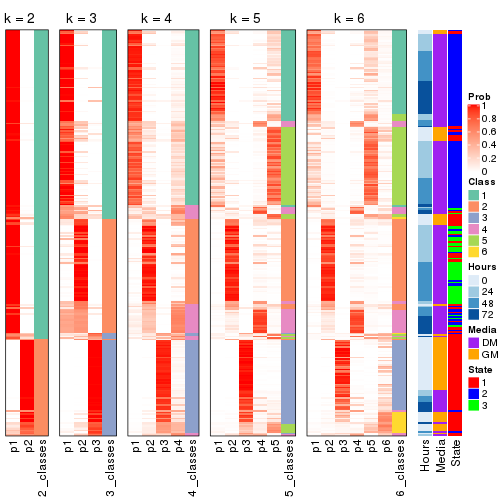 k = 2
k = 3
k = 4
k = 5
k = 6
p1
p2
2_classes
p1
p2
p3
3_classes
p1
p2
p3
p4
4_classes
p1
p2
p3
p4
p5
5_classes
p1
p2
p3
p4
p5
p6
6_classes
Hours
Media
State
Prob
1
0.8
0.6
0.4
0.2
0
Class
1
2
3
4
5
6
Hours
0
24
48
72
Media
DM
GM
State
1
2
3